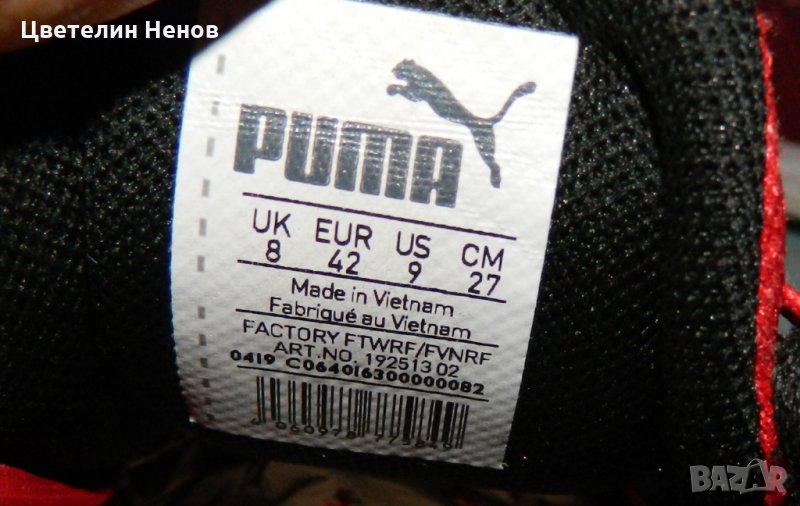 Цветелин Ненов
PUMA
UK EUR US CM
8 42 9 27
Made in Vietnam
Fabriqué au Vietnam
FACTORY FTWRF/FVNRF
ART.NO. 192513 02
0419 C064016300000082
BAZAR